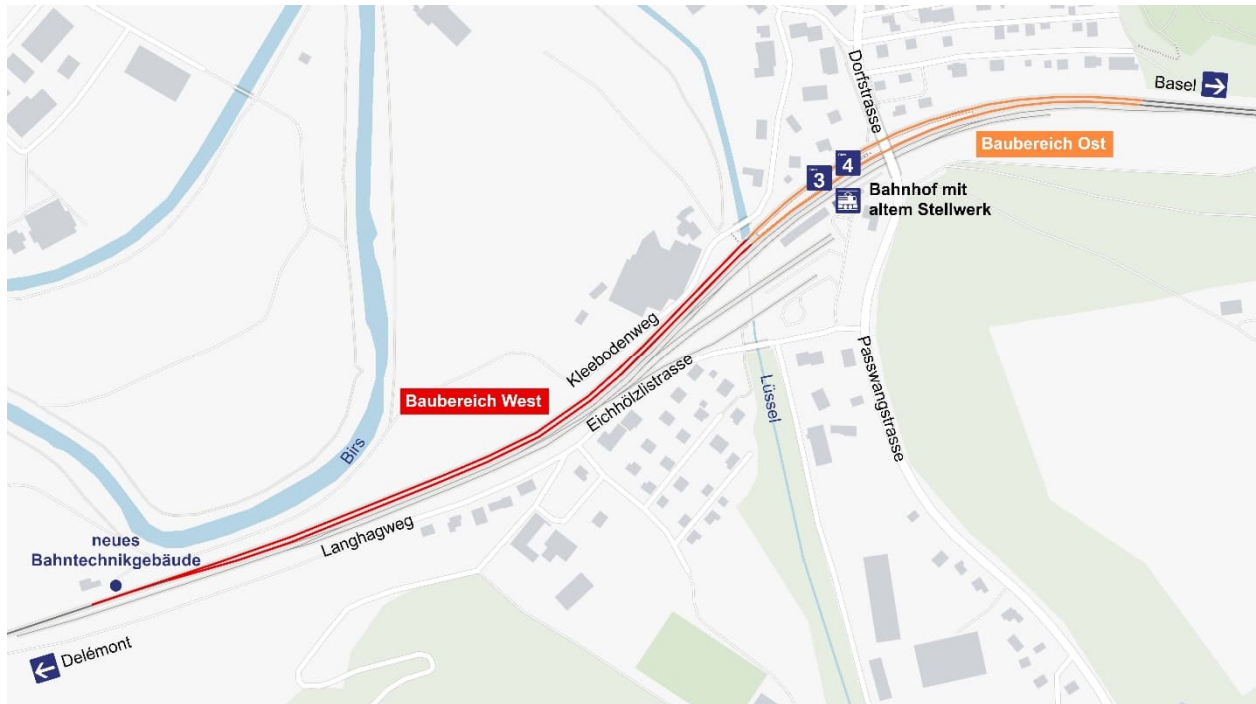 Basel
Dorfstrasse
Baubereich Ost
4
3
Bahnhof mit
altem Stellwerk
Kleebodenweg
Baubereich West
Eichhölzlistrasse
Lüssel
Passwangstrasse
Birs
Langhagweg
neues
Bahntechnikgebäude
Delémont